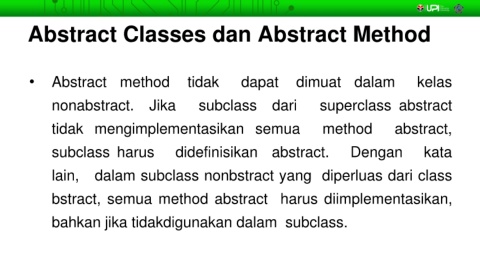 UPI
Abstract Classes dan Abstract Method
• Abstract method tidak dapat dimuat dalam kelas
nonabstract. Jika subclass dari superclass abstract
tidak mengimplementasikan semua method abstract,
subclass harus didefinisikan abstract. Dengan kata
lain, dalam subclass nonbstract yang diperluas dari class
bstract, semua method abstract harus diimplementasikan,
bahkan jika tidakdigunakan dalam subclass.